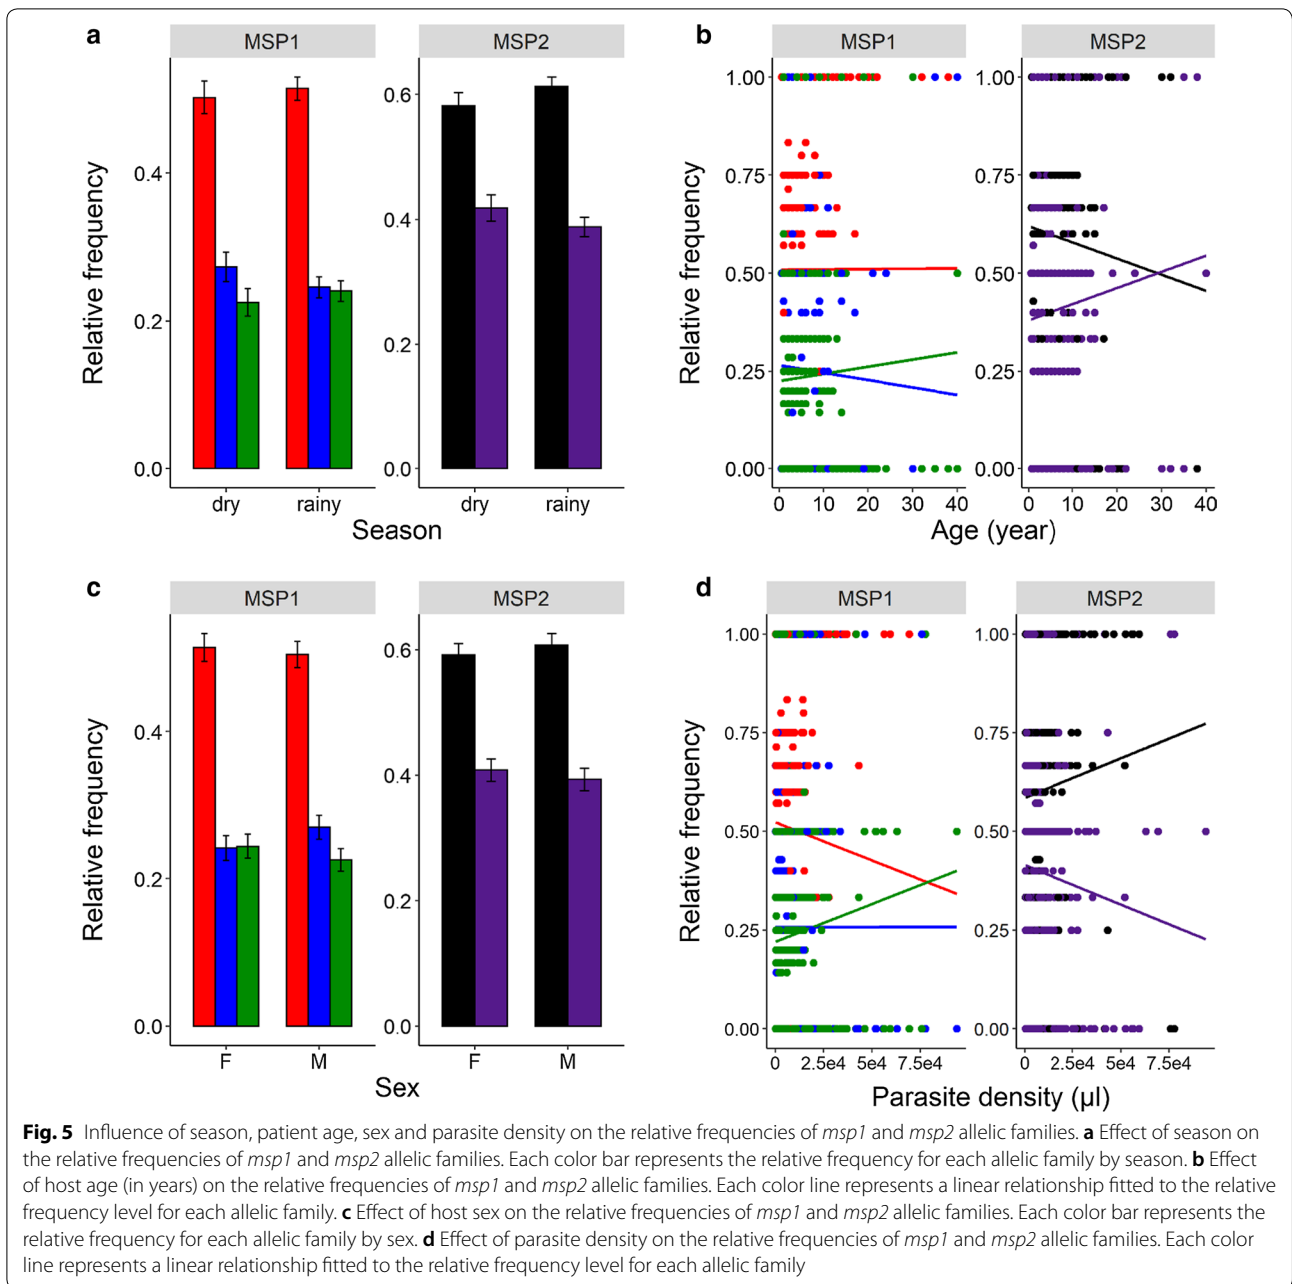 a
MSP1
MSP2
Relative frequency
0.4
0.2
0.0
0.6
0.4
0.2
0.0
dry
rainy
dry
rainy
Season
b
MSP1
MSP2
Relative frequency
1.00
0.75
0.50
0.25
0.00
1.00
0.75
0.50
0.25
0.00
0
10
20
30
40
0
10
20
30
40
Age (year)
c
MSP1
MSP2
Relative frequency
0.4
0.2
0.0
0.6
0.4
0.2
0.0
F
M
F
M
Sex
d
MSP1
MSP2
Relative frequency
1.00
0.75
0.50
0.25
0.00
1.00
0.75
0.50
0.25
0.00
0
2.5e4
5e4
7.5e4
0
2.5e4
5e4
7.5e4
Parasite density (µl)
Fig. 5 Influence of season, patient age, sex and parasite density on the relative frequencies of msp1 and msp2 allelic families. a Effect of season on
the relative frequencies of msp1 and msp2 allelic families. Each color bar represents the relative frequency for each allelic family by season. b Effect
of host age (in years) on the relative frequencies of msp1 and msp2 allelic families. Each color line represents a linear relationship fitted to the relative
frequency level for each allelic family. c Effect of host sex on the relative frequencies of msp1 and msp2 allelic families. Each color bar represents the
relative frequency for each allelic family by sex. d Effect of parasite density on the relative frequencies of msp1 and msp2 allelic families. Each color
line represents a linear relationship fitted to the relative frequency level for each allelic family